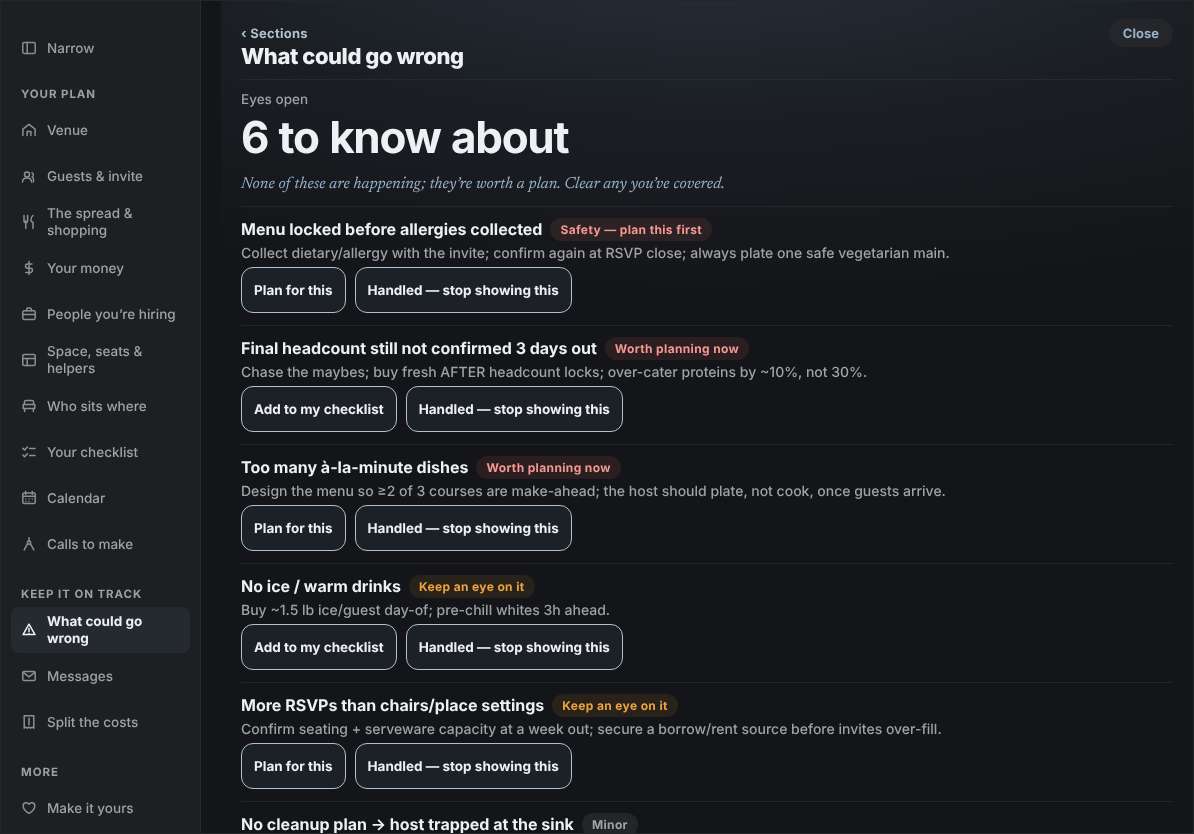 Narrow
YOUR PLAN
Venue
Guests & invite
The spread &
shopping
Your money
People you’re hiring
Space, seats &
helpers
Who sits where
Your checklist
Calendar
Calls to make
KEEP IT ON TRACK
What could go
wrong
Messages
Split the costs
MORE
Make it yours
‹ Sections
What could go wrong
Close
Eyes open
6 to know about
None of these are happening; they’re worth a plan. Clear any you’ve covered.
Menu locked before allergies collected Safety — plan this first
Collect dietary/allergy with the invite; confirm again at RSVP close; always plate one safe vegetarian main.
Plan for this Handled — stop showing this
Final headcount still not confirmed 3 days out Worth planning now
Chase the maybes; buy fresh AFTER headcount locks; over-cater proteins by ~10%, not 30%.
Add to my checklist Handled — stop showing this
Too many à-la-minute dishes Worth planning now
Design the menu so ≥2 of 3 courses are make-ahead; the host should plate, not cook, once guests arrive.
Plan for this Handled — stop showing this
No ice / warm drinks Keep an eye on it
Buy ~1.5 lb ice/guest day-of; pre-chill whites 3h ahead.
Add to my checklist Handled — stop showing this
More RSVPs than chairs/place settings Keep an eye on it
Confirm seating + serveware capacity at a week out; secure a borrow/rent source before invites over-fill.
Plan for this Handled — stop showing this
No cleanup plan → host trapped at the sink Minor